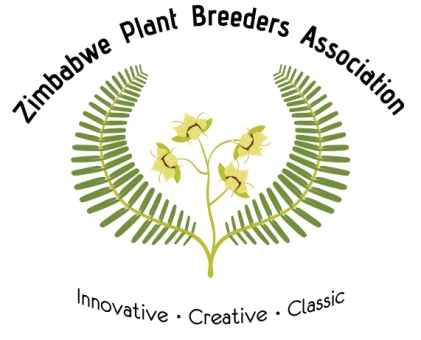 Zimbabwe Plant Breeders Association
Innovative · Creative · Classic